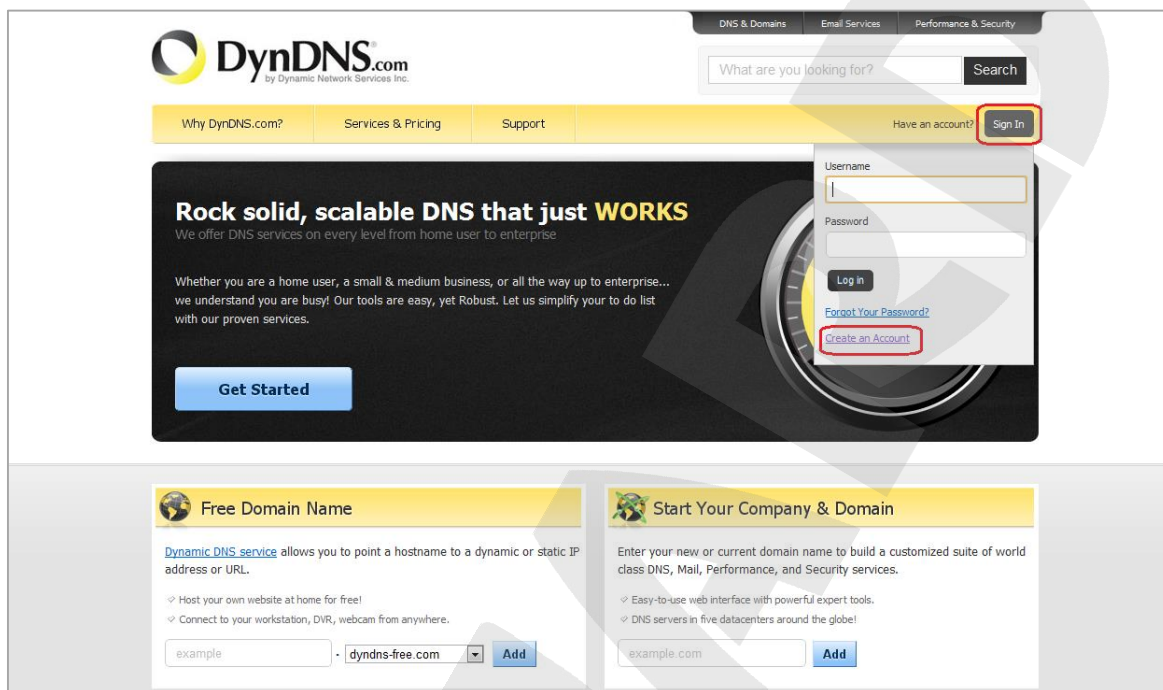 DNS & Domains Email Services Performance & Security
DynDNS.com
by Dynamic Network Services Inc.
What are you looking for? Search
Why DynDNS.com? Services & Pricing Support Have an account? Sign In
Username
Password
Log in
Forgot Your Password?
Create an Account
Rock solid, scalable DNS that just WORKS
We offer DNS services on every level from home user to enterprise
Whether you are a home user, a small & medium business, or all the way up to enterprise...
we understand you are busy! Our tools are easy, yet Robust. Let us simplify your to do list
with our proven services.
Get Started
Free Domain Name
Dynamic DNS service allows you to point a hostname to a dynamic or static IP
address or URL.
Host your own website at home for free!
Connect to your workstation, DVR, webcam from anywhere.
example . dyndns-free.com Add
Start Your Company & Domain
Enter your new or current domain name to build a customized suite of world
class DNS, Mail, Performance, and Security services.
Easy-to-use web interface with powerful expert tools.
DNS servers in five datacenters around the globe!
example.com Add